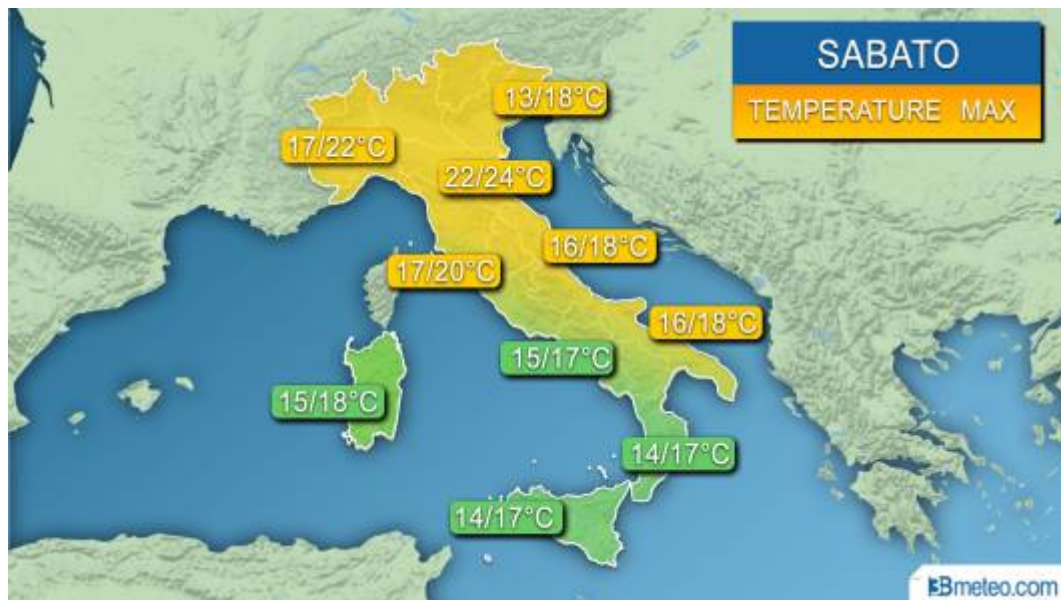 SABATO
TEMPERATURE MAX
13/18°C
17/22°C
22/24°C
16/18°C
17/20°C
16/18°C
15/17°C
15/18°C
14/17°C
14/17°C
3Bmeteo.com